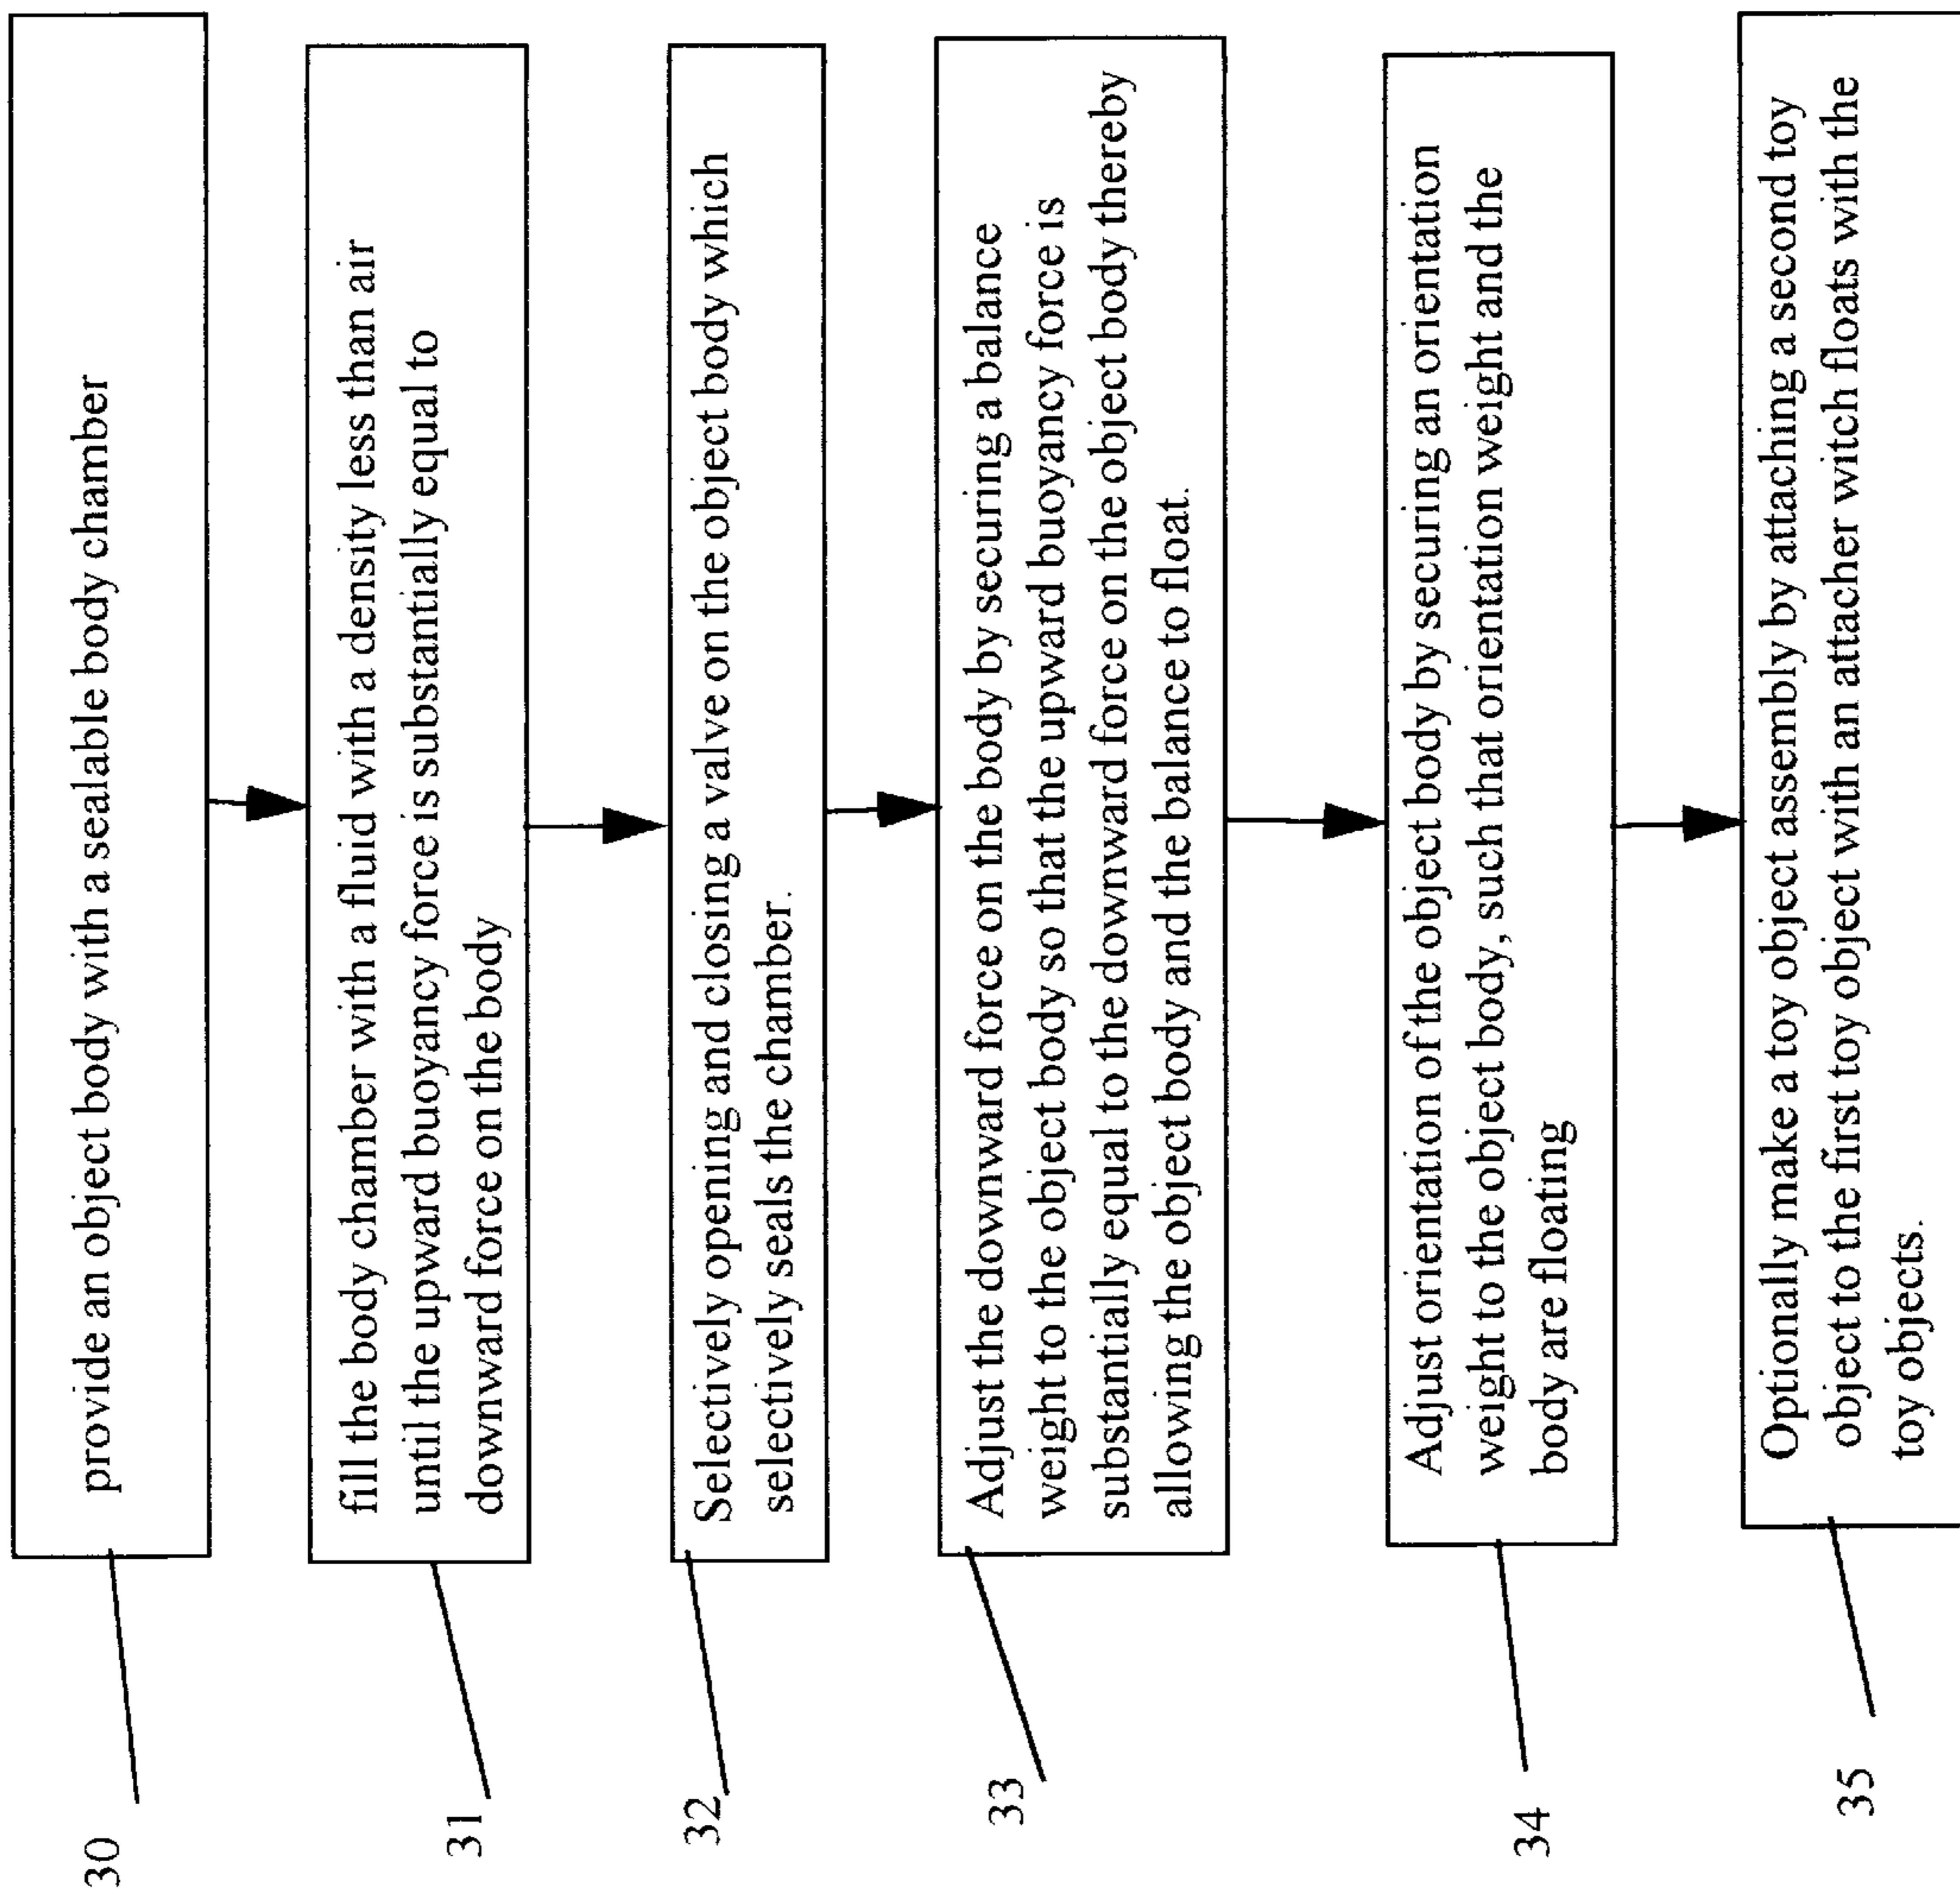 30
provide an object body with a sealable body chamber
31
fill the body chamber with a fluid with a density less than air
until the upward buoyancy force is substantially equal to
downward force on the body
32
Selectively opening and closing a valve on the object body which
selectively seals the chamber.
33
Adjust the downward force on the body by securing a balance
weight to the object body so that the upward buoyancy force is
substantially equal to the downward force on the object body thereby
allowing the object body and the balance to float.
34
Adjust orientation of the object body by securing an orientation
weight to the object body, such that orientation weight and the
body are floating
35
Optionally make a toy object assembly by attaching a second toy
object to the first toy object with an attacher witch floats with the
toy objects.